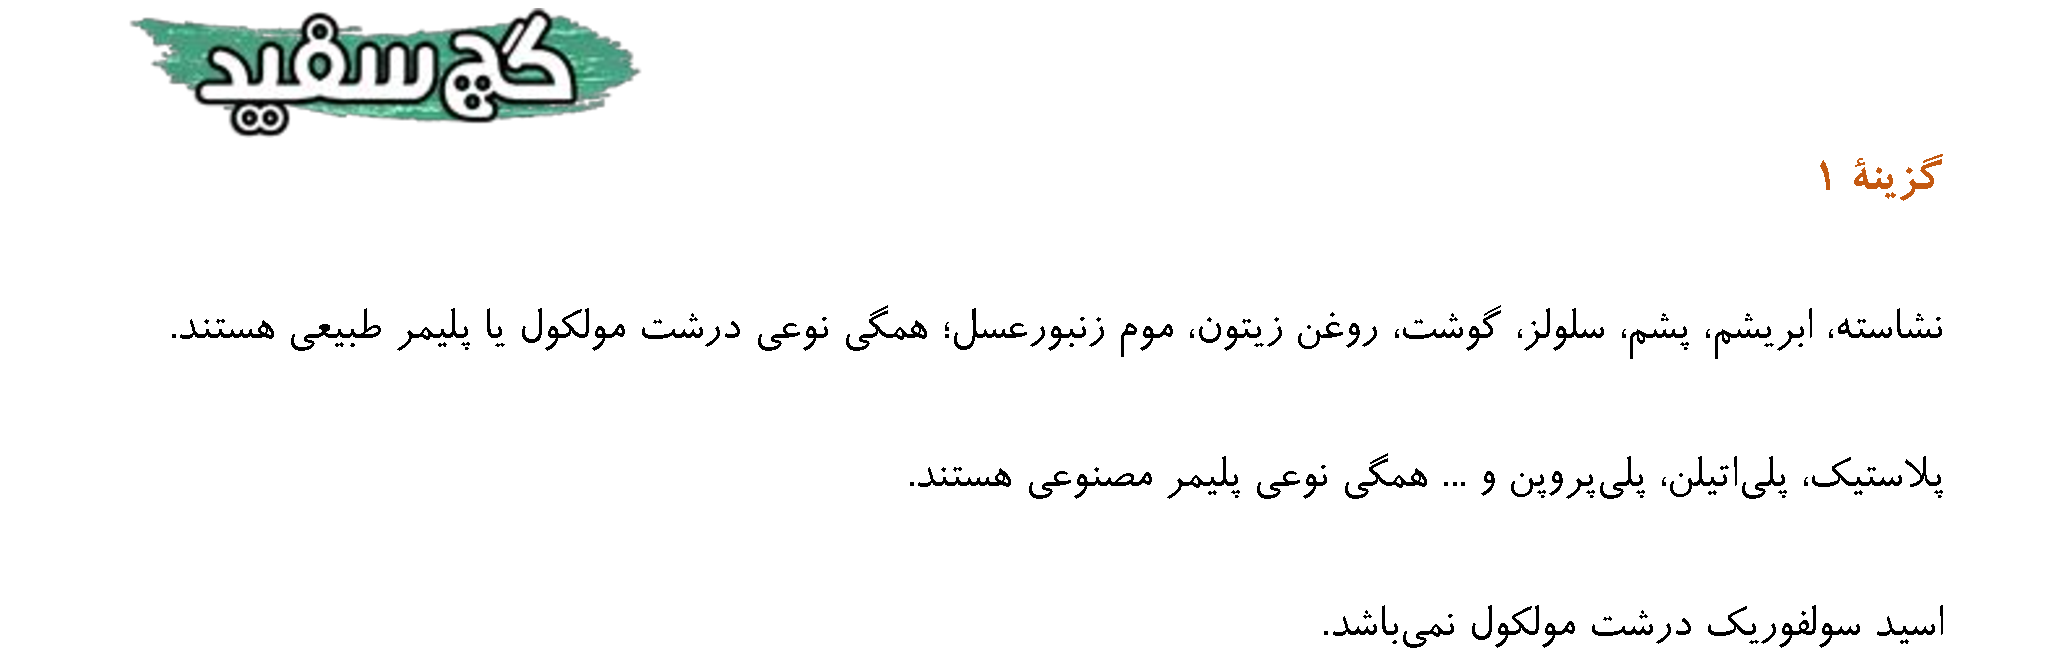 گچ سفید
گزینهٔ ۱
نشاسته، ابریشم، پشم، سلولز، گوشت، روغن زیتون، موم زنبورعسل؛ همگی نوعی درشت مولکول یا پلیمر طبیعی هستند.
پلاستیک، پلی‌اتیلن، پلی‌پروپن و ... همگی نوعی پلیمر مصنوعی هستند.
اسید سولفوریک درشت مولکول نمی‌باشد.